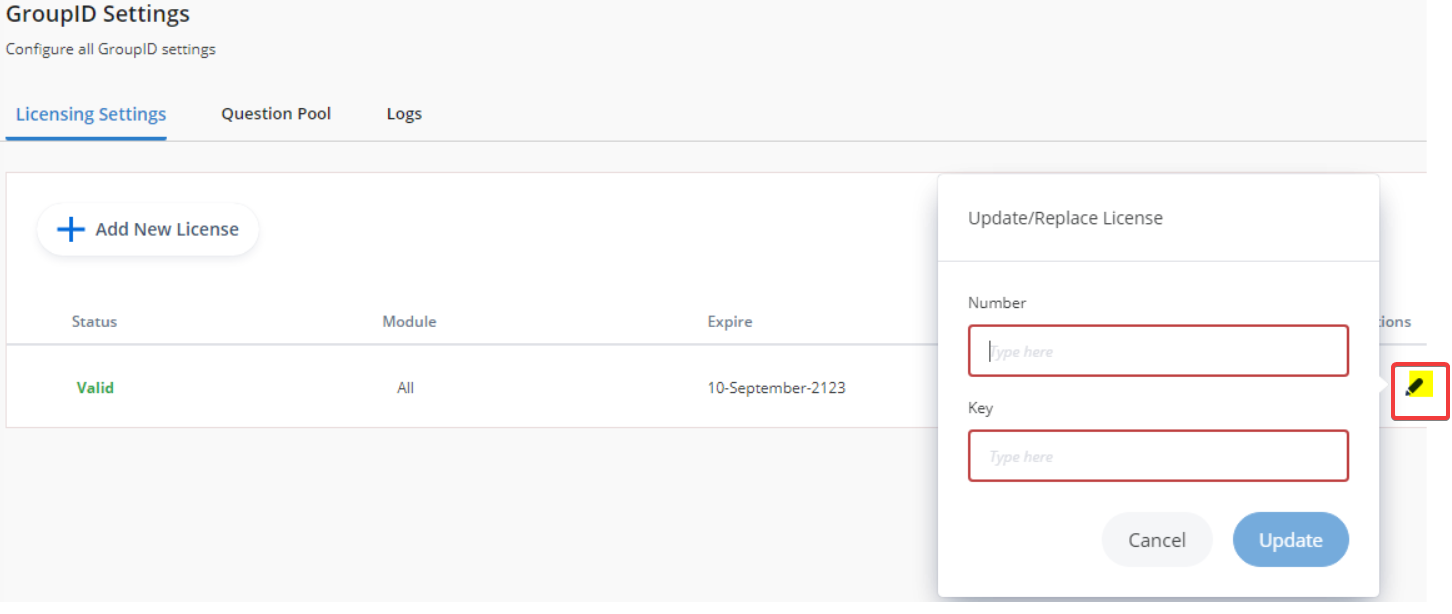 GroupID Settings
Configure all GroupID settings
Licensing Settings Question Pool Logs
Add New License
Status Module Expire
Valid All 10-September-2123
Update/Replace License
Number
Type here
Key
Type here
Cancel Update